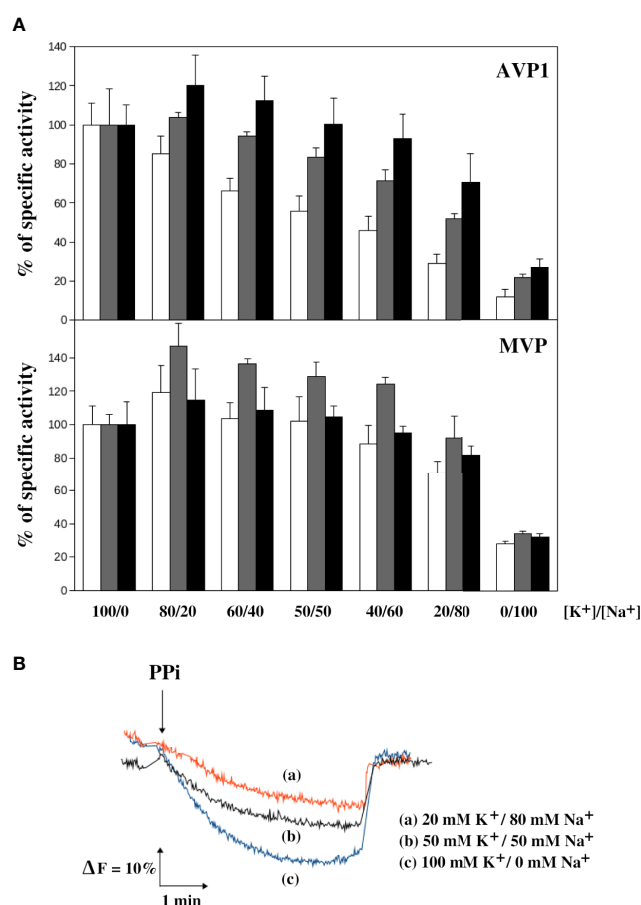 A
AVP1
% of specific activity
140
120
100
80
60
40
20
0
MVP
% of specific activity
140
120
100
80
60
40
20
0
100/0 80/20 60/40 50/50 40/60 20/80 0/100 [K⁺]/[Na⁺]
B
PPi
(a)
(b)
(c)
(a) 20 mM K⁺/ 80 mM Na⁺
(b) 50 mM K⁺/ 50 mM Na⁺
(c) 100 mM K⁺/ 0 mM Na⁺
ΔF = 10%
1 min